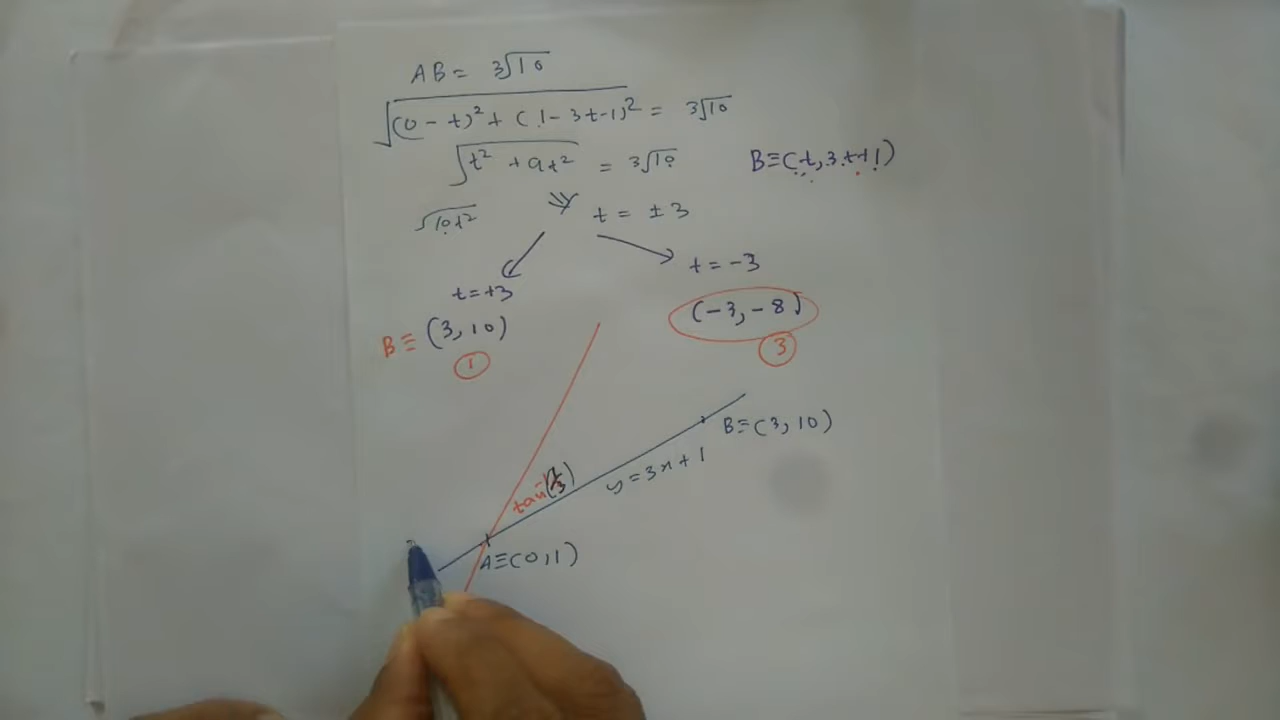 AB = 3√10
√(0 - t)² + (1 - 3t - 1)² = 3√10
√t² + 9t² = 3√10
B≡(t, 3t+1)
√10t²
⇒ t = ±3
t = -3
t = +3
(-3, -8)
B≡ (3, 10)
3
1
B≡(3, 10)
y = 3x + 1
A≡(0, 1)